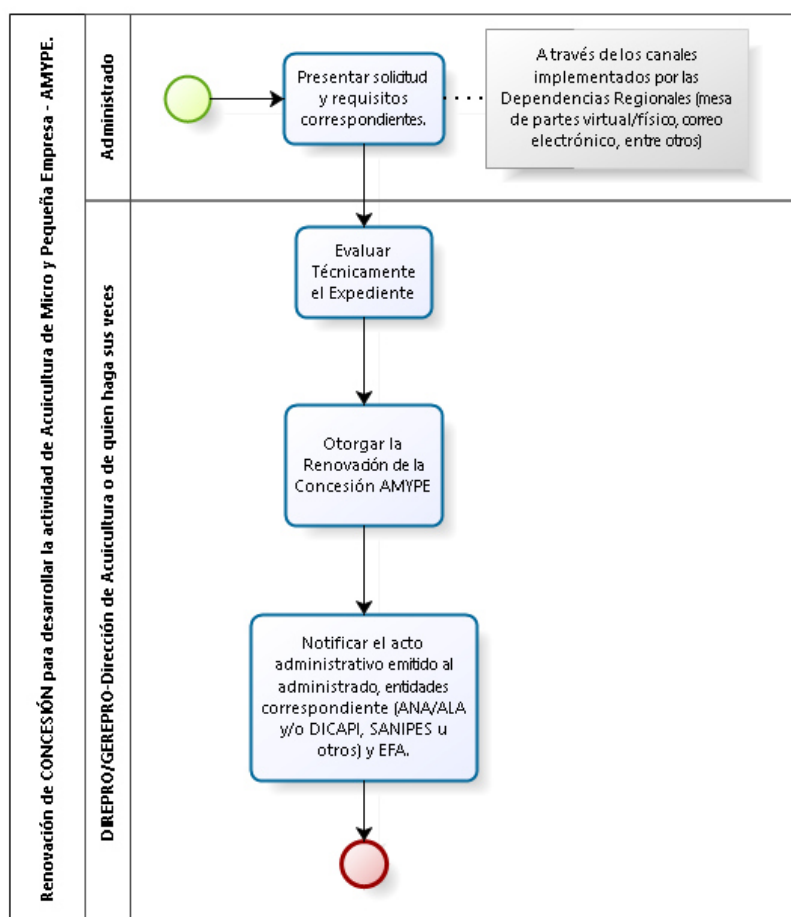 Renovación de CONCESIÓN para desarrollar la actividad de Acuicultura de Micro y Pequeña Empresa - AMYPE.
Administrado
Presentar solicitud
y requisitos
correspondientes.
A través de los canales
implementados por las
Dependencias Regionales (mesa
de partes virtual/físico, correo
electrónico, entre otros)
DIREPRO/GEREPRO-Dirección de Acuicultura o de quien haga sus veces
Evaluar
Técnicamente
el Expediente
Otorgar la
Renovación de la
Concesión AMYPE
Notificar el acto
administrativo emitido al
administrado, entidades
correspondiente (ANA/ALA
y/o DICAPI, SANIPES u
otros) y EFA.